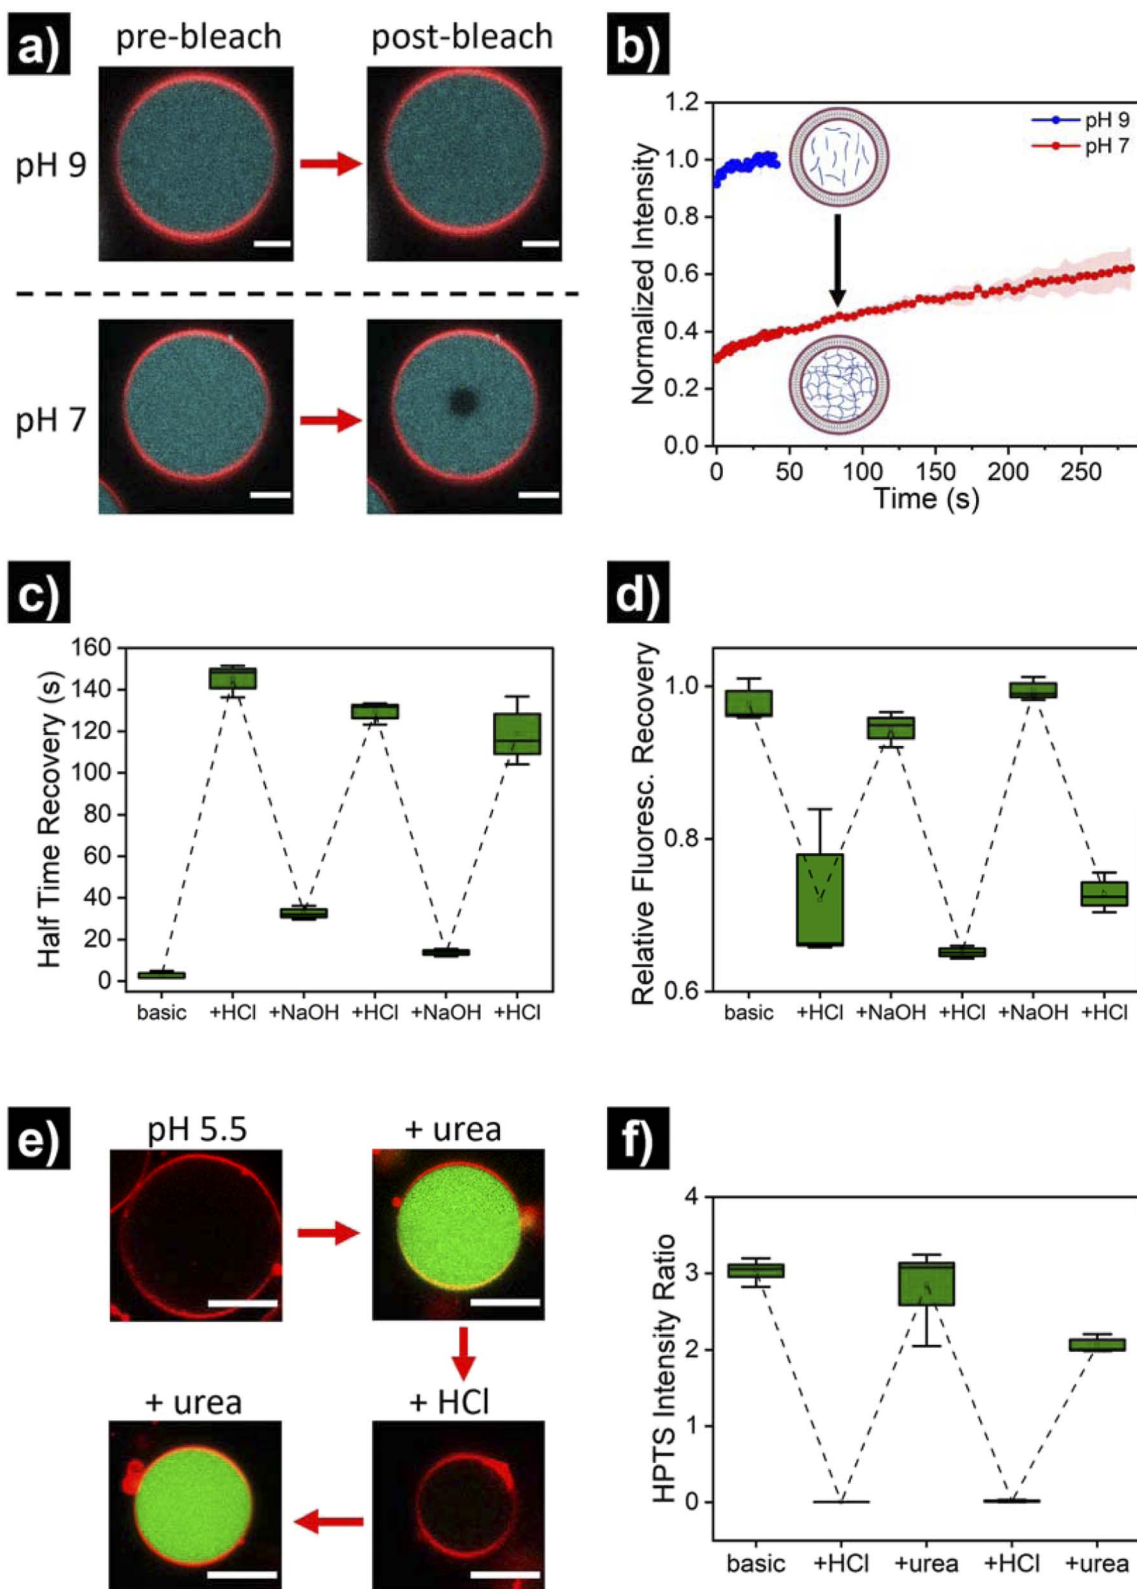 a)
pre-bleach
post-bleach
pH 9
pH 7
b)
1.2
1.0
0.8
0.6
0.4
0.2
0.0
Normalized Intensity
pH 9
pH 7
0
50
100
150
200
250
Time (s)
c)
160
140
120
100
80
60
40
20
0
Half Time Recovery (s)
basic
+HCl
+NaOH
+HCl
+NaOH
+HCl
d)
1.0
0.8
0.6
Relative Fluoresc. Recovery
basic
+HCl
+NaOH
+HCl
+NaOH
+HCl
e)
pH 5.5
+ urea
+ urea
+ HCl
f)
4
3
2
1
0
HPTS Intensity Ratio
basic
+HCl
+urea
+HCl
+urea